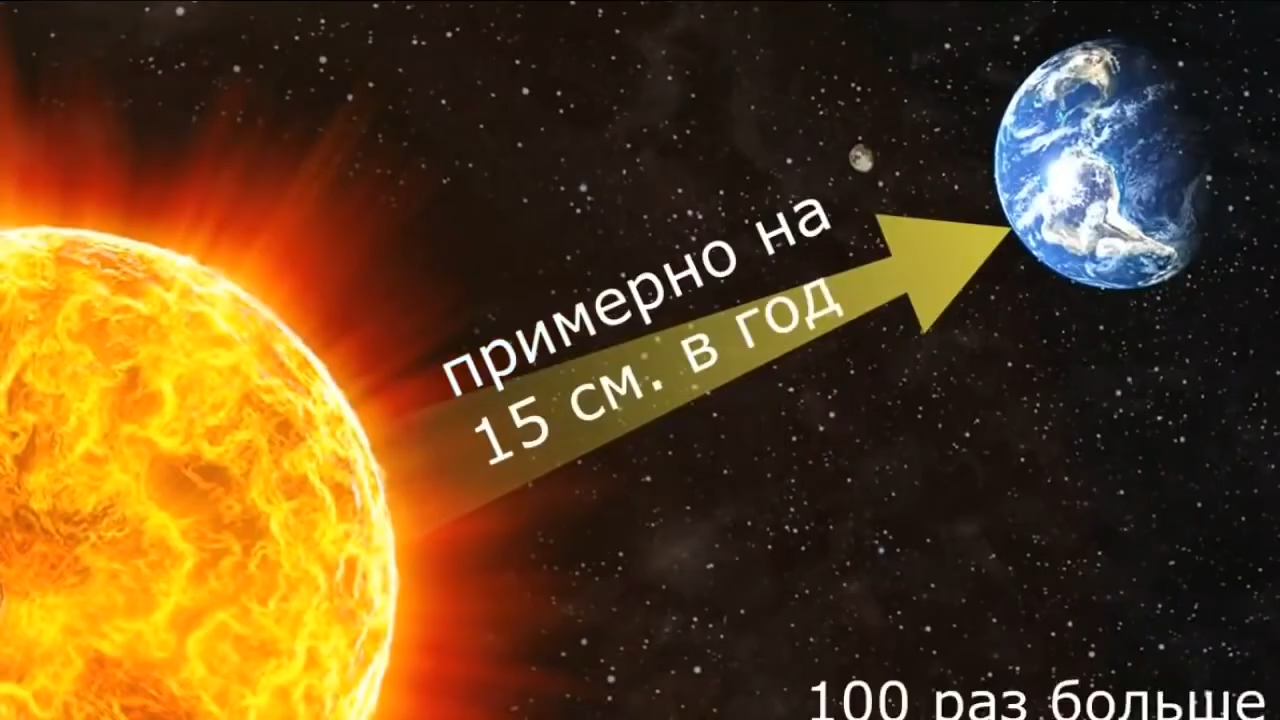 примерно на
15 см. в год
100 раз больше